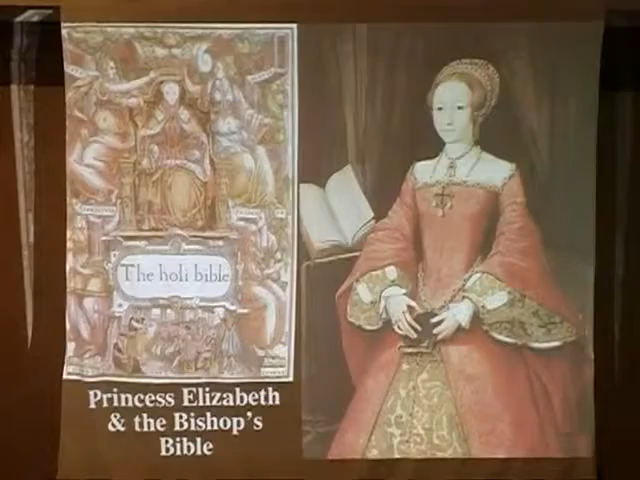 The holi bible
Princess Elizabeth
& the Bishop's
Bible